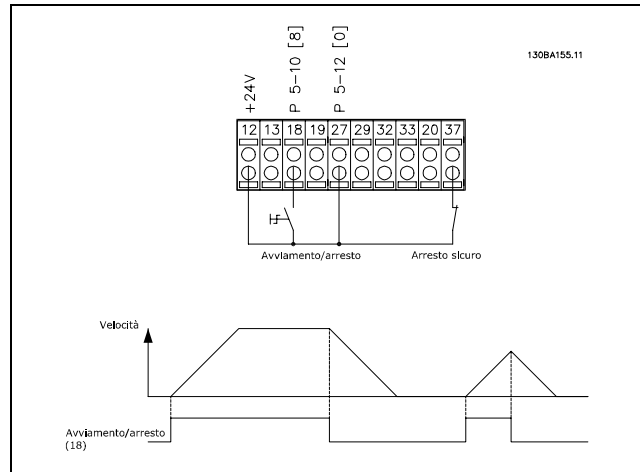 130BA155.11
+24V
P 5-10 [8]
P 5-12 [0]
12 13 18 19 27 29 32 33 20 37
Avviamento/arresto
Arresto sicuro
Velocità
Avviamento/arresto
(18)